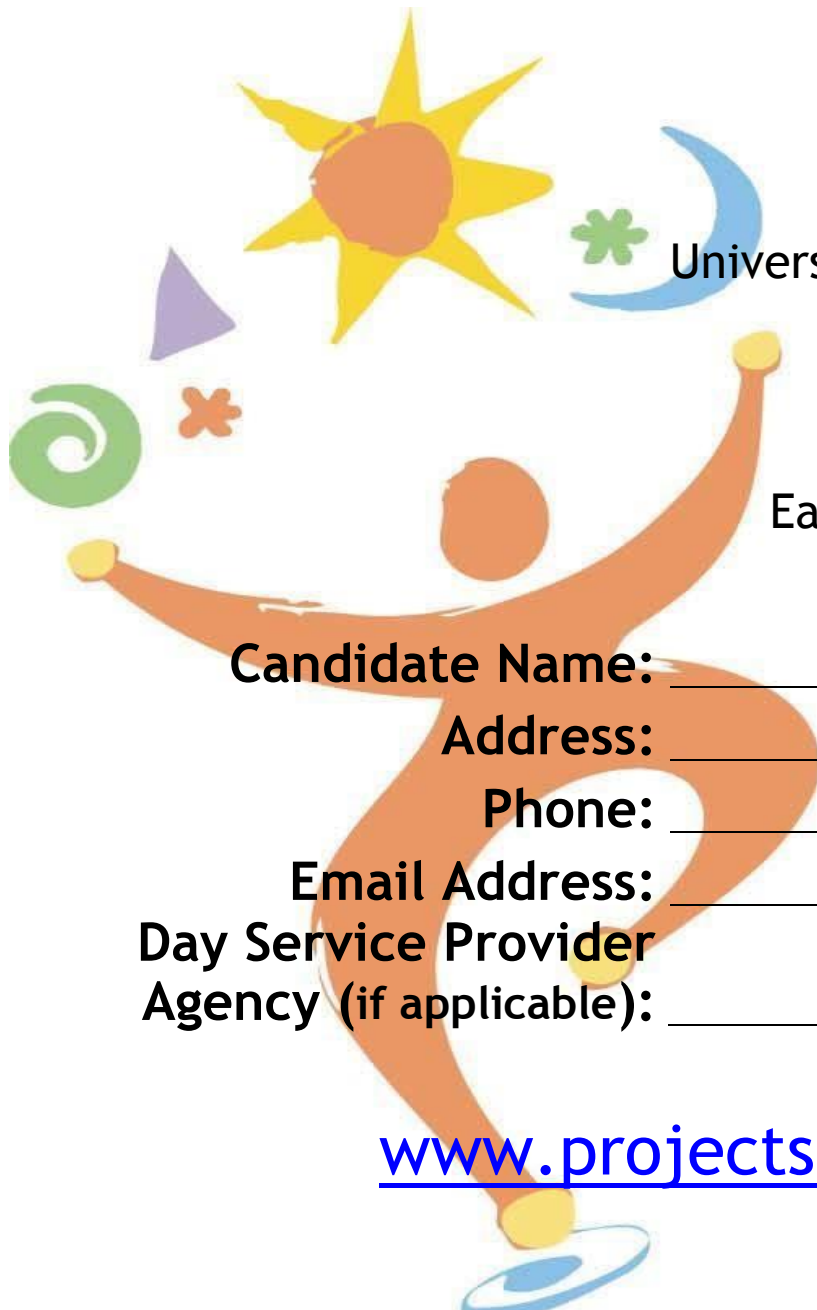 Univers
Ea
Candidate Name:
Address:
Phone:
Email Address:
Day Service Provider
Agency (if applicable):
www.projects